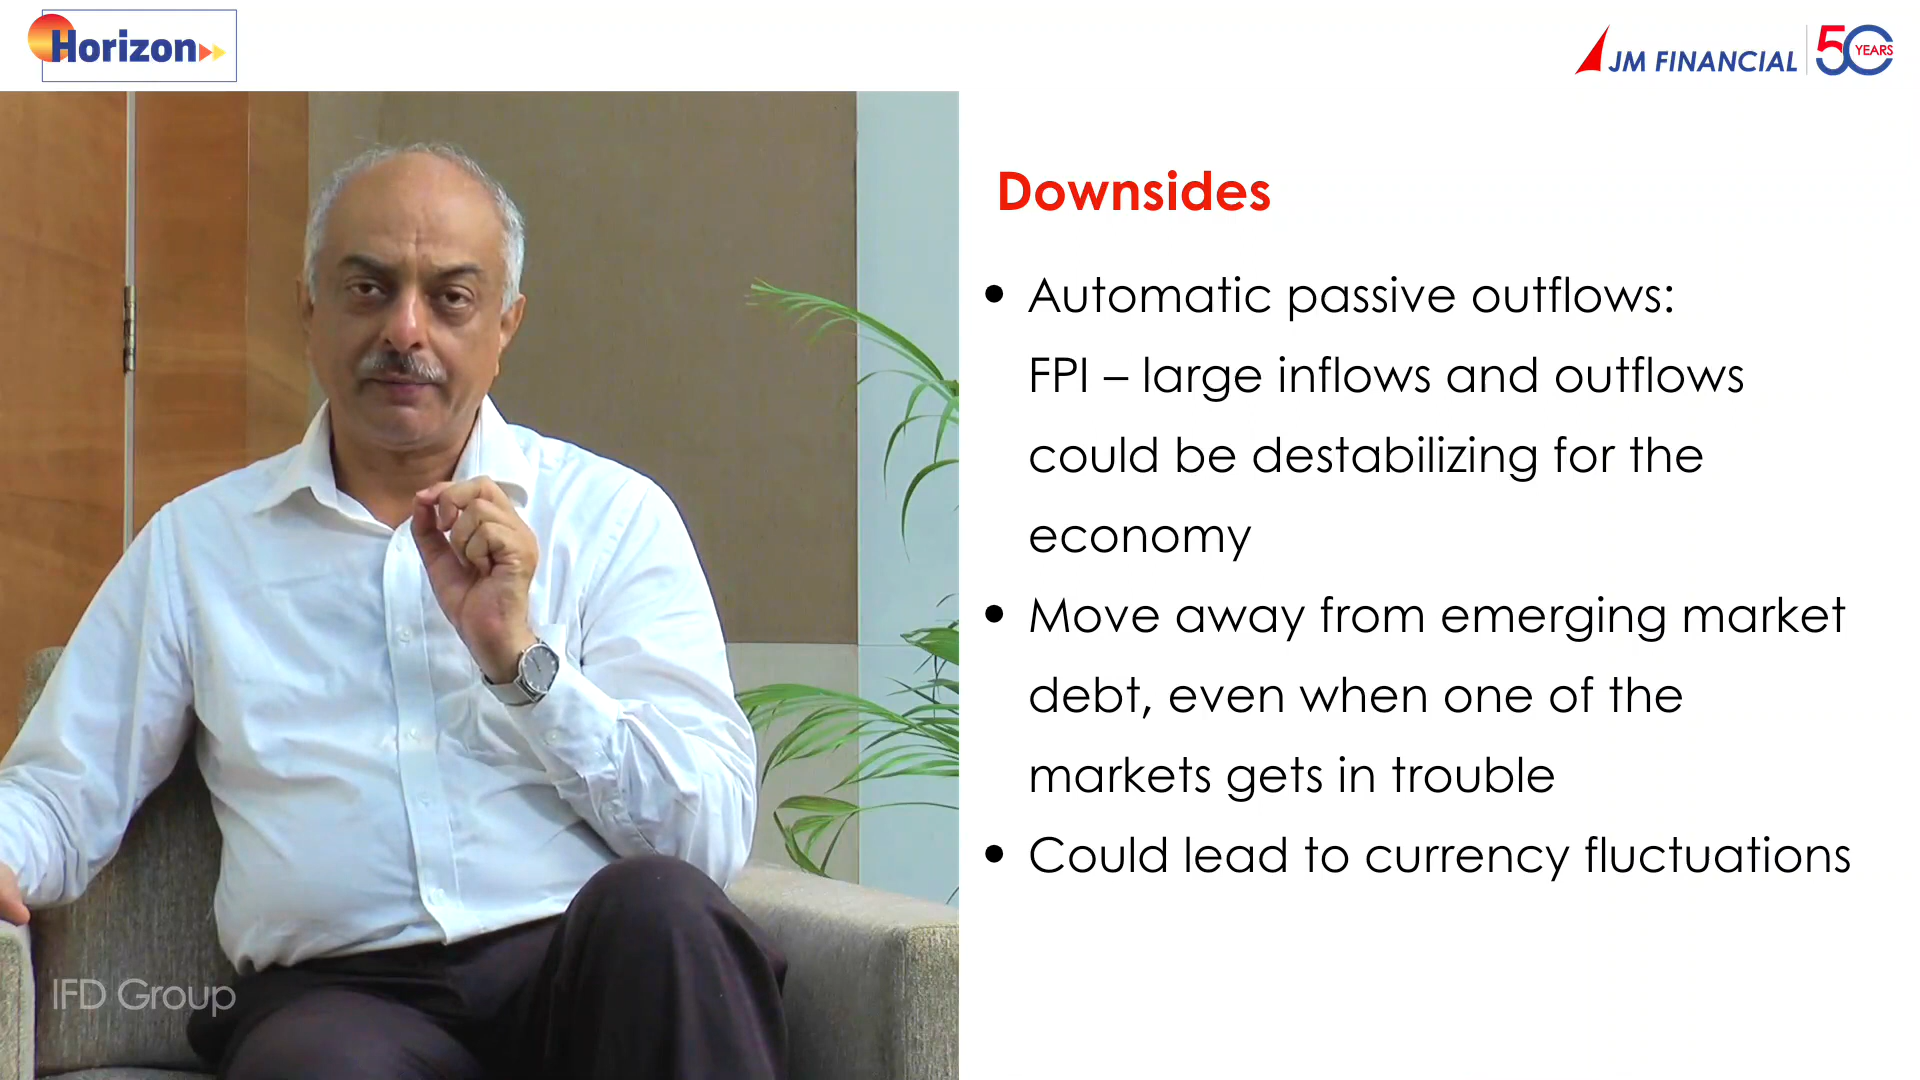 Horizon
JM FINANCIAL
50 YEARS
Downsides
• Automatic passive outflows:
FPI – large inflows and outflows
could be destabilizing for the
economy
• Move away from emerging market
debt, even when one of the
markets gets in trouble
• Could lead to currency fluctuations
IFD Group